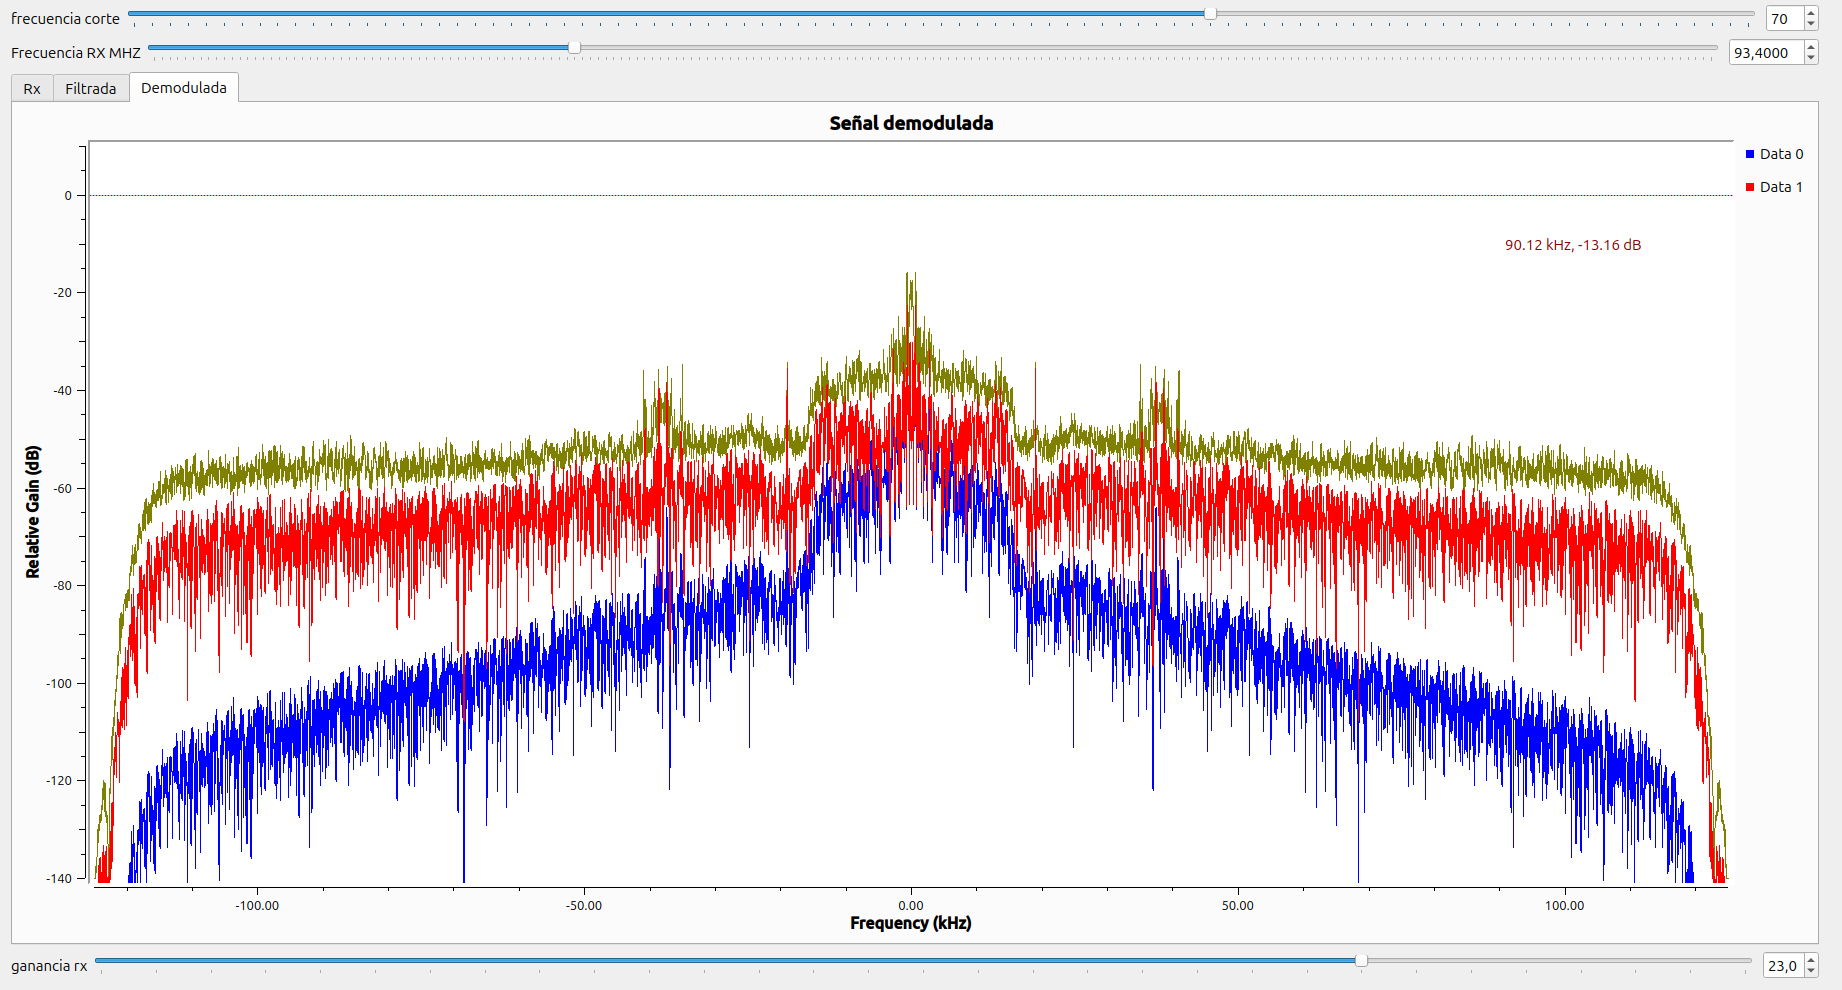 frecuencia corte 70
Frecuencia RX MHZ 93,4000
Rx Filtrada Demodulada
Señal demodulada
Data 0
Data 1
90.12 kHz, -13.16 dB
Relative Gain (dB)
0
-20
-40
-60
-80
-100
-120
-140
-100.00 -50.00 0.00 50.00 100.00
Frequency (kHz)
ganancia rx 23,0